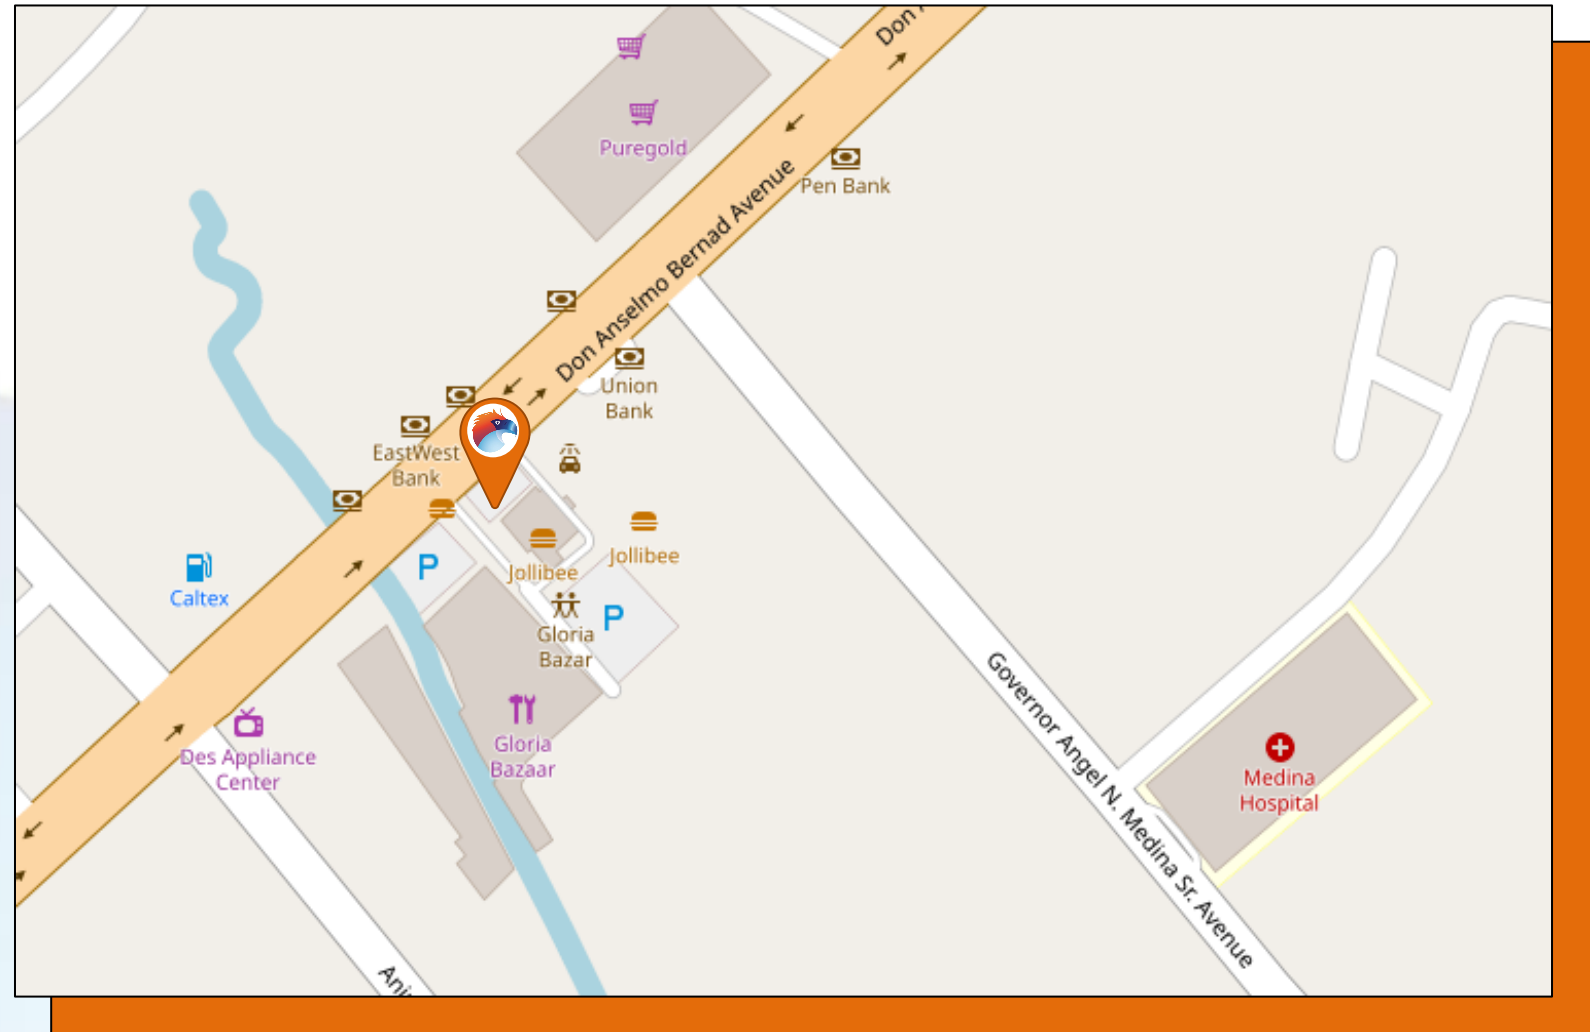 Don A
Puregold
Pen Bank
Don Anselmo Bernad Avenue
Union
Bank
EastWest
Bank
P
Jollibee
Jollibee
Caltex
P
Gloria
Bazar
Governor Angel N. Medina Sr. Avenue
Des Appliance
Center
Gloria
Bazaar
Medina
Hospital